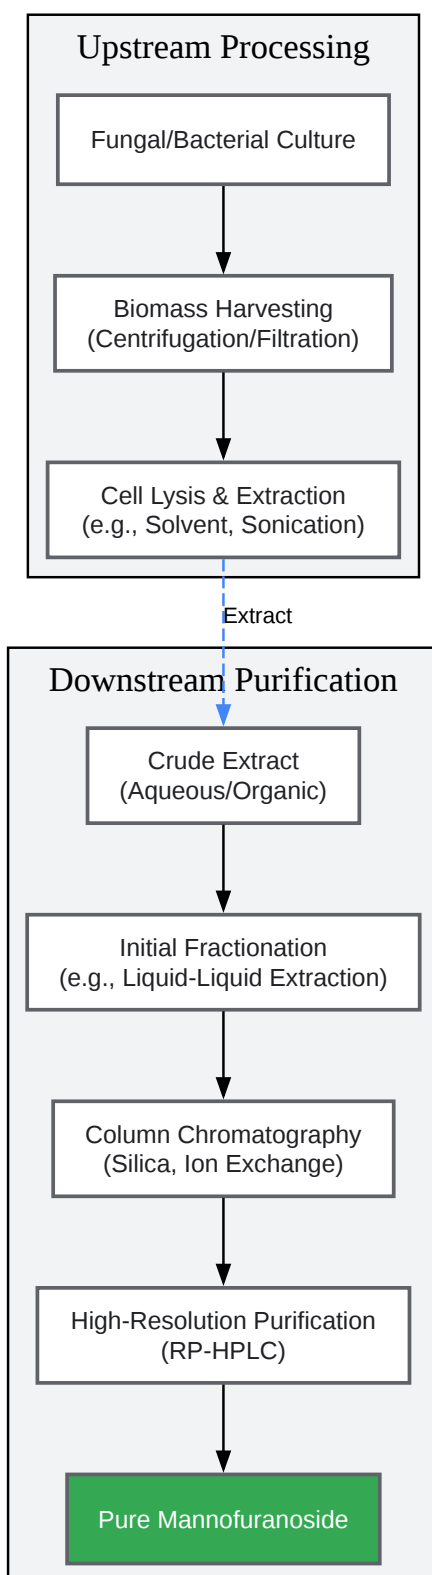 Upstream Processing
Fungal/Bacterial Culture
Biomass Harvesting
(Centrifugation/Filtration)
Cell Lysis & Extraction
(e.g., Solvent, Sonication)
Extract
Downstream Purification
Crude Extract
(Aqueous/Organic)
Initial Fractionation
(e.g., Liquid-Liquid Extraction)
Column Chromatography
(Silica, Ion Exchange)
High-Resolution Purification
(RP-HPLC)
Pure Mannofuranoside